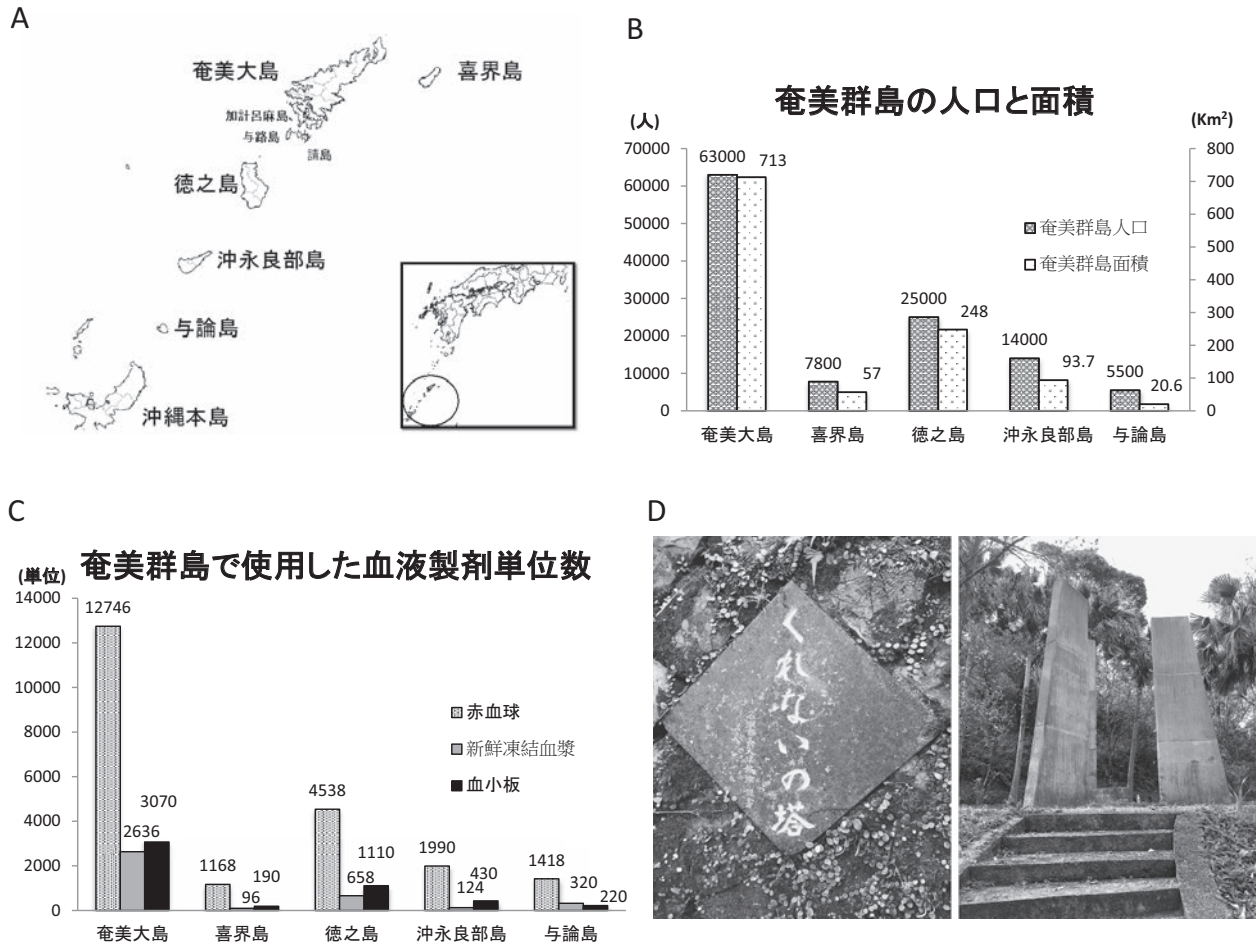 A
奄美大島
喜界島
加計呂麻島
与路島
請島
徳之島
沖永良部島
与論島
沖縄本島
B
奄美群島の人口と面積
(人)
(Km²)
70000
60000
50000
40000
30000
20000
10000
0
800
700
600
500
400
300
200
100
0
63000 713
7800 57
25000 248
14000 93.7
5500 20.6
奄美群島人口
奄美群島面積
奄美大島 喜界島 徳之島 沖永良部島 与論島
C
奄美群島で使用した血液製剤単位数
(単位)
14000
12000
10000
8000
6000
4000
2000
0
12746 2636 3070
1168 96 190
4538 658 1110
1990 124 430
1418 320 220
赤血球
新鮮凍結血漿
血小板
奄美大島 喜界島 徳之島 沖永良部島 与論島
D
くれないの塔